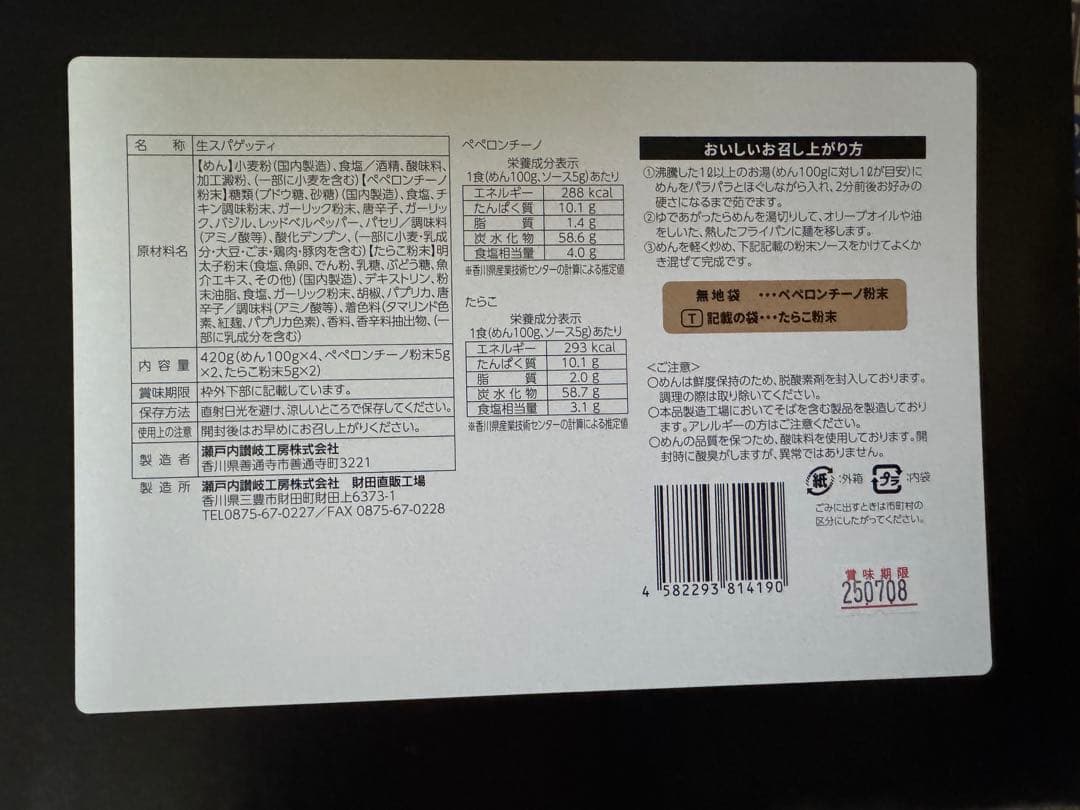 名称 生スパゲッティ
原材料名
【めん】小麦粉(国内製造)、食塩／酒精、酸味料、
加工澱粉、(一部に小麦を含む)【ペペロンチーノ
粉末】糖類(ブドウ糖、砂糖)(国内製造)、食塩、チ
キン調味粉末、ガーリック粉末、唐辛子、ガーリッ
ク、バジル、レッドベルペッパー、パセリ／調味料
(アミノ酸等)、酸化デンプン、(一部に小麦・乳成
分・大豆・ごま・鶏肉・豚肉を含む)【たらこ粉末】明
太子粉末(食塩、魚卵、でん粉、乳糖、ぶどう糖、魚
介エキス、その他)(国内製造)、デキストリン、粉
末油脂、食塩、ガーリック粉末、胡椒、パプリカ、唐
辛子／調味料(アミノ酸等)、着色料(タマリンド色
素、紅麹、パプリカ色素)、香料、香辛料抽出物、(一
部に乳成分を含む)
内容量 420g(めん100g×4、ペペロンチーノ粉末5g
×2、たらこ粉末5g×2)
賞味期限 枠外下部に記載しています。
保存方法 直射日光を避け、涼しいところで保存してください。
使用上の注意 開封後はお早めにお召し上がりください。
製造者 瀬戸内讃岐工房株式会社
香川県善通寺市善通寺町3221
製造所 瀬戸内讃岐工房株式会社 財田直販工場
香川県三豊市財田町財田上6373-1
TEL0875-67-0227／FAX 0875-67-0228
ペペロンチーノ
栄養成分表示
1食(めん100g、ソース5g)あたり
エネルギー 288 kcal
たんぱく質 10.1 g
脂質 1.4 g
炭水化物 58.6 g
食塩相当量 4.0 g
※香川県産業技術センターの計算による推定値
たらこ
栄養成分表示
1食(めん100g、ソース5g)あたり
エネルギー 293 kcal
たんぱく質 10.1 g
脂質 2.0 g
炭水化物 58.7 g
食塩相当量 3.1 g
※香川県産業技術センターの計算による推定値
おいしいお召し上がり方
①沸騰した1ℓ以上のお湯(めん100gに対し1ℓが目安)に
めんをパラパラとほぐしながら入れ、2分前後お好みの
硬さになるまで茹でます。
②ゆであがったらめんを湯切りして、オリーブオイルや油
をしいた、熱したフライパンに麺を移します。
③めんを軽く炒め、下記記載の粉末ソースをかけてよくか
き混ぜて完成です。
無地袋 ・・・ペペロンチーノ粉末
T 記載の袋・・・たらこ粉末
＜ご注意＞
○めんは鮮度保持のため、脱酸素剤を封入しております。
調理の際は取り除いてください。
○本品製造工場においてそばを含む製品を製造しており
ます。アレルギーの方はご注意ください。
○めんの品質を保つため、酸味料を使用しております。開
封時に酸臭がしますが、異常ではありません。
紙 :外箱 プラ :内袋
ごみに出すときは市町村の
区分にしたがってください。
4 582293 814190
賞味期限
250708